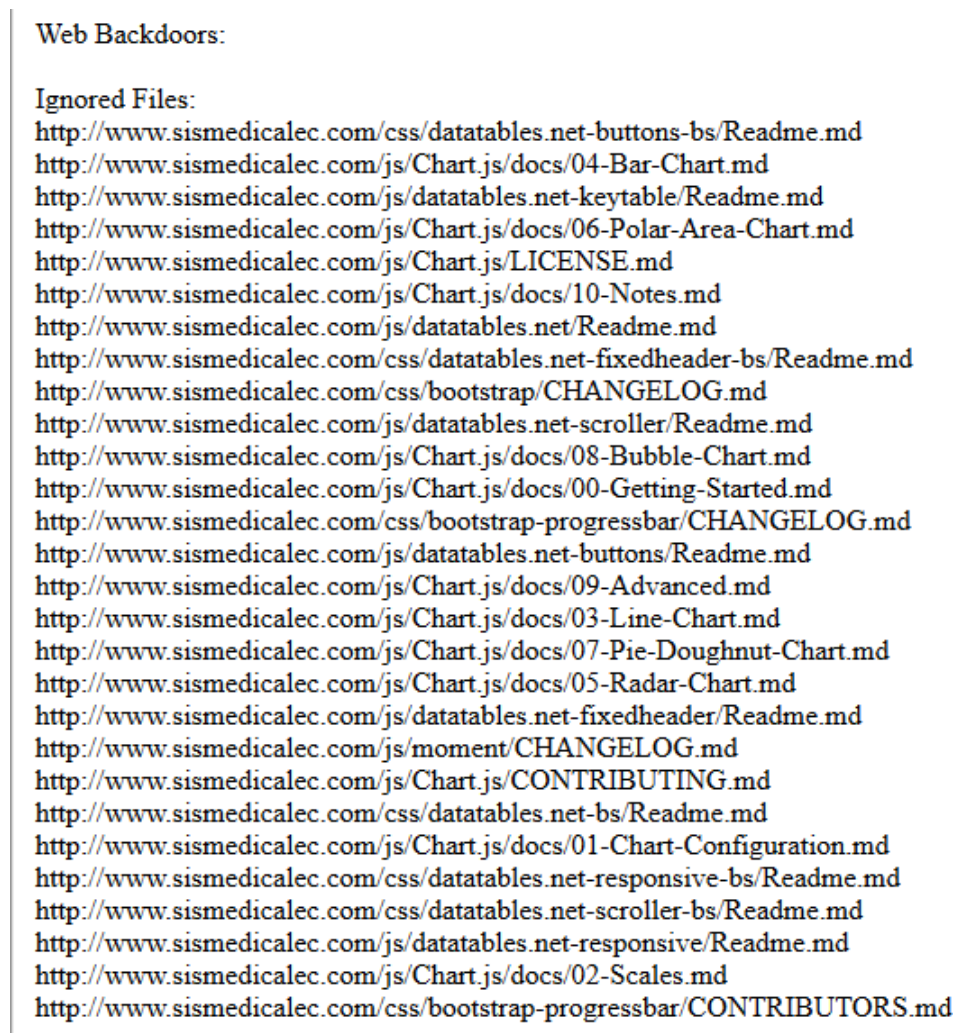 Web Backdoors:
Ignored Files:
http://www.sismedicalec.com/css/datatables.net-buttons-bs/Readme.md
http://www.sismedicalec.com/js/Chart.js/docs/04-Bar-Chart.md
http://www.sismedicalec.com/js/datatables.net-keytable/Readme.md
http://www.sismedicalec.com/js/Chart.js/docs/06-Polar-Area-Chart.md
http://www.sismedicalec.com/js/Chart.js/LICENSE.md
http://www.sismedicalec.com/js/Chart.js/docs/10-Notes.md
http://www.sismedicalec.com/js/datatables.net/Readme.md
http://www.sismedicalec.com/css/datatables.net-fixedheader-bs/Readme.md
http://www.sismedicalec.com/css/bootstrap/CHANGELOG.md
http://www.sismedicalec.com/js/datatables.net-scroller/Readme.md
http://www.sismedicalec.com/js/Chart.js/docs/08-Bubble-Chart.md
http://www.sismedicalec.com/js/Chart.js/docs/00-Getting-Started.md
http://www.sismedicalec.com/css/bootstrap-progressbar/CHANGELOG.md
http://www.sismedicalec.com/js/datatables.net-buttons/Readme.md
http://www.sismedicalec.com/js/Chart.js/docs/09-Advanced.md
http://www.sismedicalec.com/js/Chart.js/docs/03-Line-Chart.md
http://www.sismedicalec.com/js/Chart.js/docs/07-Pie-Doughnut-Chart.md
http://www.sismedicalec.com/js/Chart.js/docs/05-Radar-Chart.md
http://www.sismedicalec.com/js/datatables.net-fixedheader/Readme.md
http://www.sismedicalec.com/js/moment/CHANGELOG.md
http://www.sismedicalec.com/js/Chart.js/CONTRIBUTING.md
http://www.sismedicalec.com/css/datatables.net-bs/Readme.md
http://www.sismedicalec.com/js/Chart.js/docs/01-Chart-Configuration.md
http://www.sismedicalec.com/css/datatables.net-responsive-bs/Readme.md
http://www.sismedicalec.com/css/datatables.net-scroller-bs/Readme.md
http://www.sismedicalec.com/js/datatables.net-responsive/Readme.md
http://www.sismedicalec.com/js/Chart.js/docs/02-Scales.md
http://www.sismedicalec.com/css/bootstrap-progressbar/CONTRIBUTORS.md